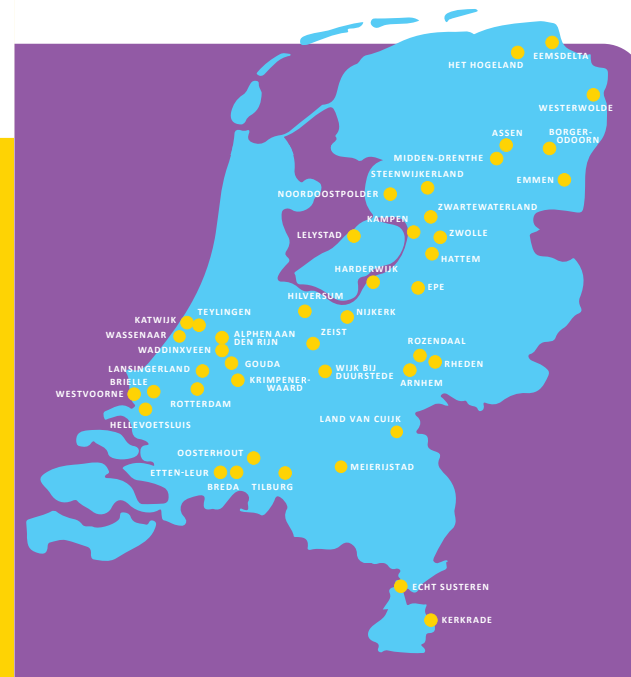 EEMSDELTA
HET HOGELAND
WESTERWOLDE
ASSEN
BORGER-
ODOORN
MIDDEN-DRENTHE
STEENWIJKERLAND
EMMEN
NOORDOOSTPOLDER
ZWARTEWATERLAND
KAMPEN
LELYSTAD
ZWOLLE
HATTEM
HARDERWIJK
EPE
HILVERSUM
TEYLINGEN
NIJKERK
KATWIJK
WASSENAAR
ALPHEN AAN
DEN RIJN
ZEIST
WADDINXVEEN
ROZENDAAL
GOUDA
RHEDEN
LANSINGERLAND
WIJK BIJ
DUURSTEDE
KRIMPENER-
WAARD
BRIELLE
ARNHEM
WESTVOORNE
ROTTERDAM
LAND VAN CUIJK
HELLEVOETSLUIS
OOSTERHOUT
MEIERIJSTAD
ETTEN-LEUR
BREDA
TILBURG
ECHT SUSTEREN
KERKRADE